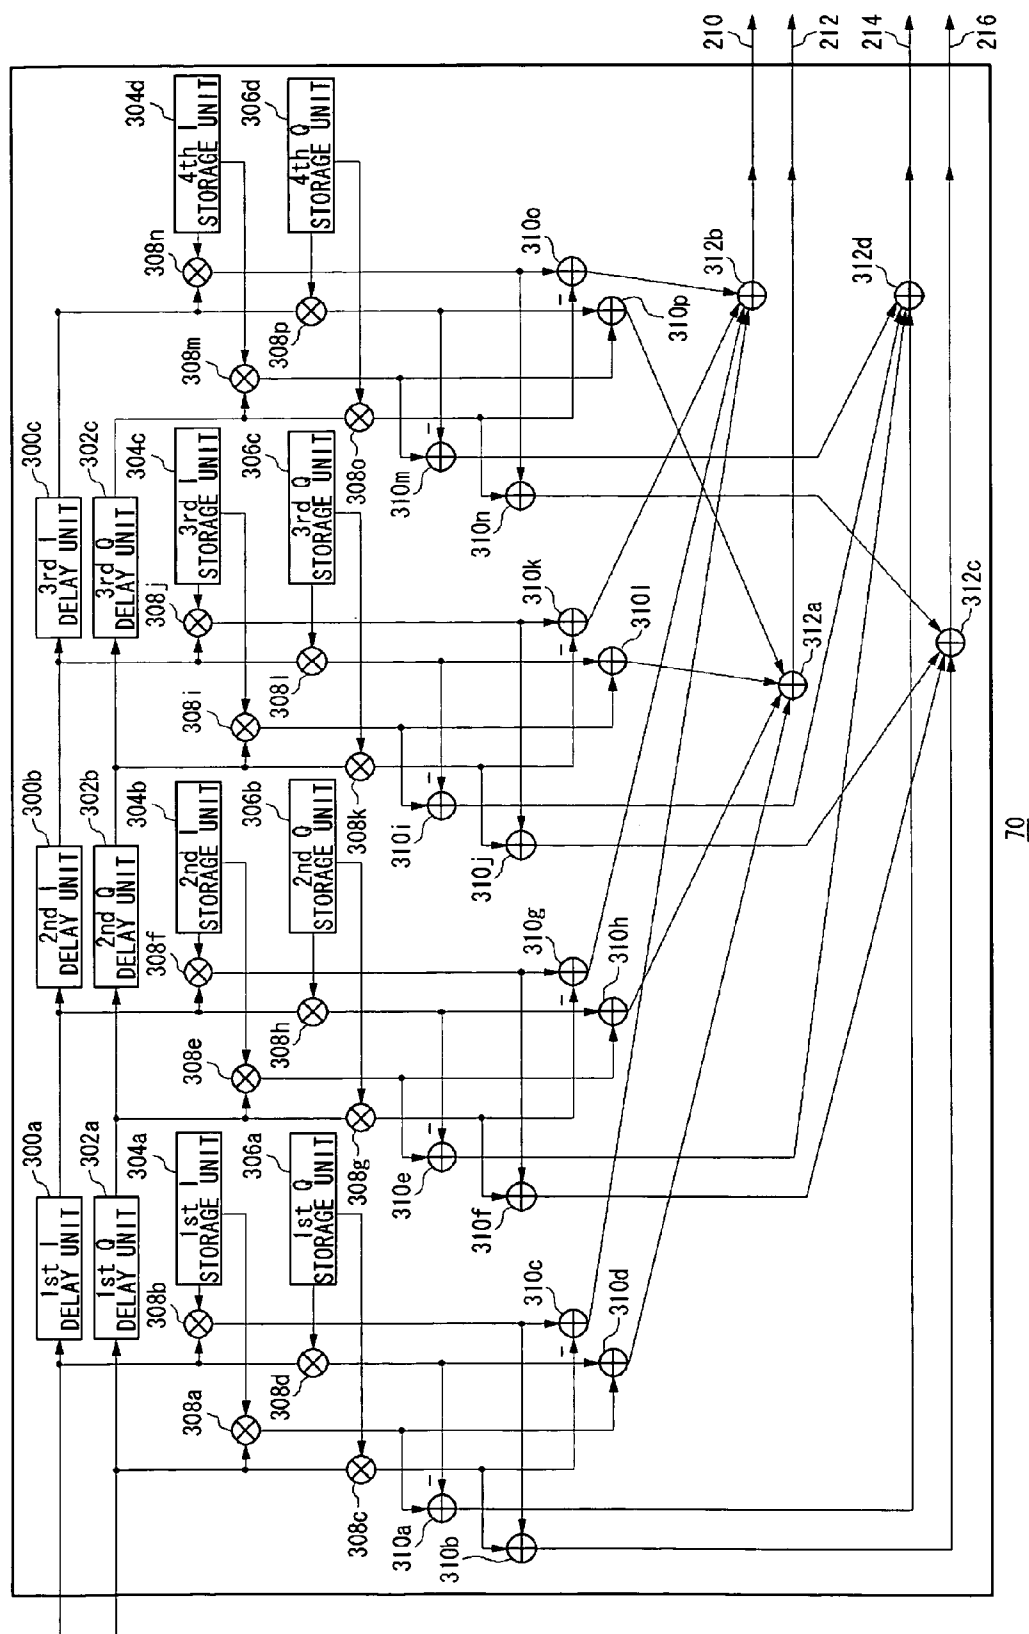 300a
1st I
DELAY UNIT
302a
1st Q
DELAY UNIT
304a
1st I
STORAGE UNIT
306a
1st Q
STORAGE UNIT
308a
308b
308c
308d
310a
310b
310c
310d
300b
2nd I
DELAY UNIT
302b
2nd Q
DELAY UNIT
304b
2nd I
STORAGE UNIT
306b
2nd Q
STORAGE UNIT
308e
308f
308g
308h
310e
310f
310g
310h
300c
3rd I
DELAY UNIT
302c
3rd Q
DELAY UNIT
304c
3rd I
STORAGE UNIT
306c
3rd Q
STORAGE UNIT
308i
308j
308k
308l
310i
310j
310k
310l
304d
4th I
STORAGE UNIT
306d
4th Q
STORAGE UNIT
308m
308n
308o
308p
310m
310n
310o
310p
312a
312b
312c
312d
210
212
214
216
70